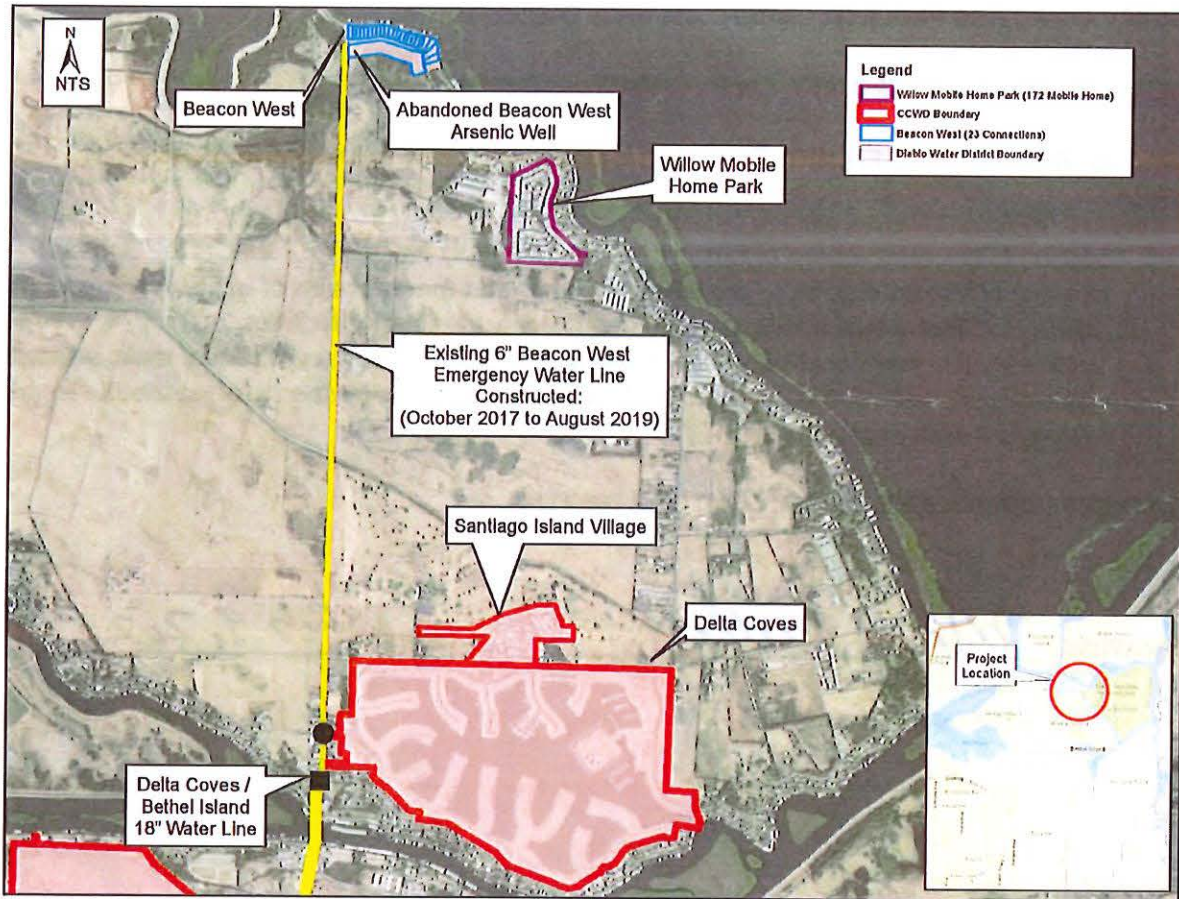 N
NTS
Beacon West
Abandoned Beacon West
Arsenic Well
Legend
Wilow Mobile Home Park (172 Mobile Home)
CCWD Boundary
Beacon West (23 Connections)
Diablo Water District Boundary
Willow Mobile
Home Park
Existing 6" Beacon West
Emergency Water Line
Constructed:
(October 2017 to August 2019)
Santiago Island Village
Delta Coves
Project
Location
Delta Coves /
Bethel Island
18" Water Line